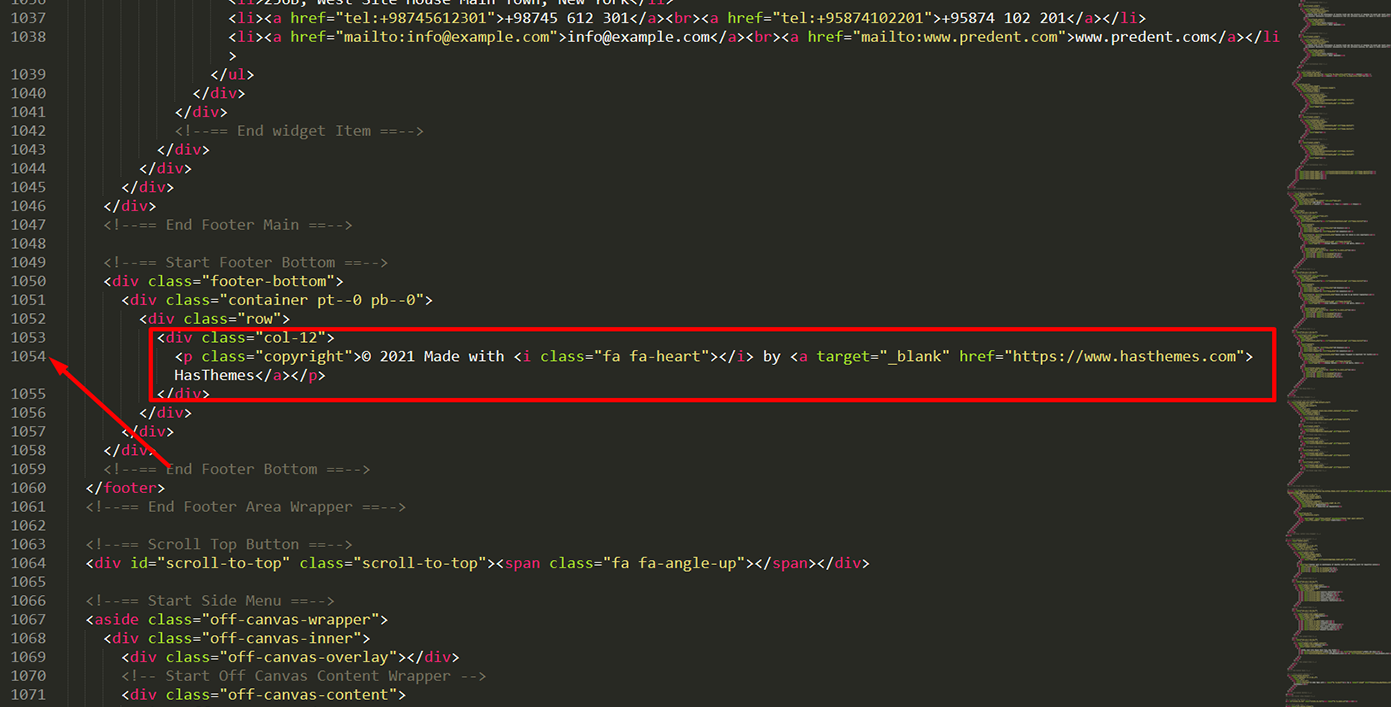 1036 <li>256B, West Site House Main Town, New York</li>
1037 <li><a href="tel:+98745612301">+98745 612 301</a><br><a href="tel:+95874102201">+95874 102 201</a></li>
1038 <li><a href="mailto:info@example.com">info@example.com</a><br><a href="mailto:www.predent.com">www.predent.com</a></li
>
1039 </ul>
1040 </div>
1041 </div>
1042 <!--== End widget Item ==-->
1043 </div>
1044 </div>
1045 </div>
1046 </div>
1047 <!--== End Footer Main ==-->
1048
1049 <!--== Start Footer Bottom ==-->
1050 <div class="footer-bottom">
1051 <div class="container pt--0 pb--0">
1052 <div class="row">
1053 <div class="col-12">
1054 <p class="copyright">© 2021 Made with <i class="fa fa-heart"></i> by <a target="_blank" href="https://www.hasthemes.com">
HasThemes</a></p>
1055 </div>
1056 </div>
1057 </div>
1058 </div>
1059 <!--== End Footer Bottom ==-->
1060 </footer>
1061 <!--== End Footer Area Wrapper ==-->
1062
1063 <!--== Scroll Top Button ==-->
1064 <div id="scroll-to-top" class="scroll-to-top"><span class="fa fa-angle-up"></span></div>
1065
1066 <!--== Start Side Menu ==-->
1067 <aside class="off-canvas-wrapper">
1068 <div class="off-canvas-inner">
1069 <div class="off-canvas-overlay"></div>
1070 <!-- Start Off Canvas Content Wrapper -->
1071 <div class="off-canvas-content">